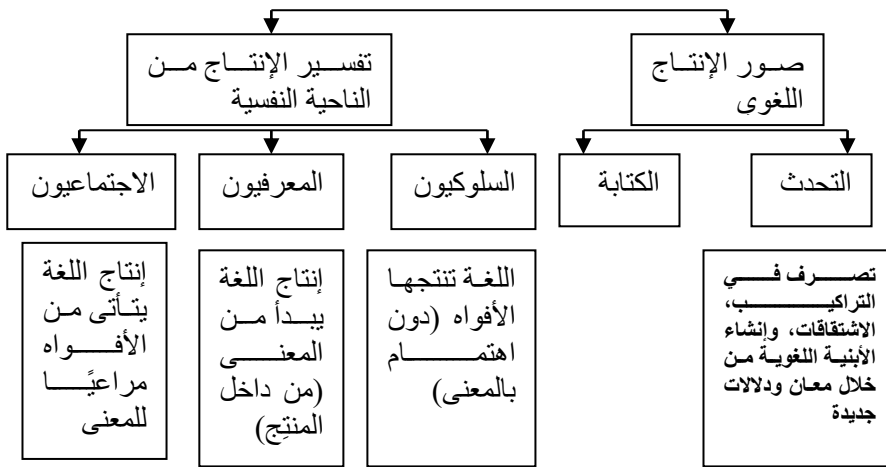 صور الإنتاج
اللغوي
تفسير الإنتاج من
الناحية النفسية
التحدث
الكتابة
السلوكيون
المعرفيون
الاجتماعيون
تصرف في
التراكيب،
الاشتقاقات، وإنشاء
الأبنية اللغوية من
خلال معان ودلالات
جديدة
اللغة تنتجها
الأفواه (دون
اهتمام
بالمعنى)
إنتاج اللغة
يبدأ من
المعنى
(من داخل
المنتِج)
إنتاج اللغة
يتأتى من
الأفواه
مراعيًا
للمعنى